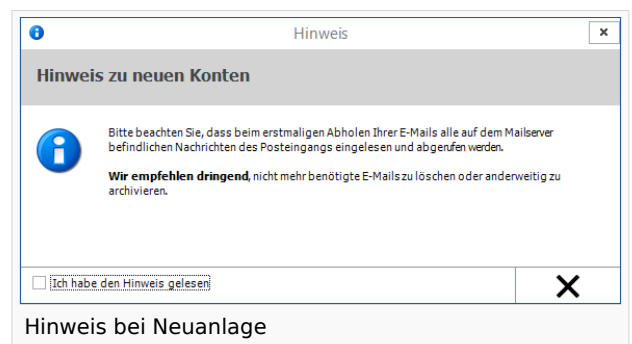 Hinweis
Hinweis zu neuen Konten
Bitte beachten Sie, dass beim erstmaligen Abholen Ihrer E-Mails alle auf dem Mailserver
befindlichen Nachrichten des Posteingangs eingelesen und abgerufen werden.
Wir empfehlen dringend, nicht mehr benötigte E-Mails zu löschen oder anderweitig zu
archivieren.
Ich habe den Hinweis gelesen
Hinweis bei Neuanlage